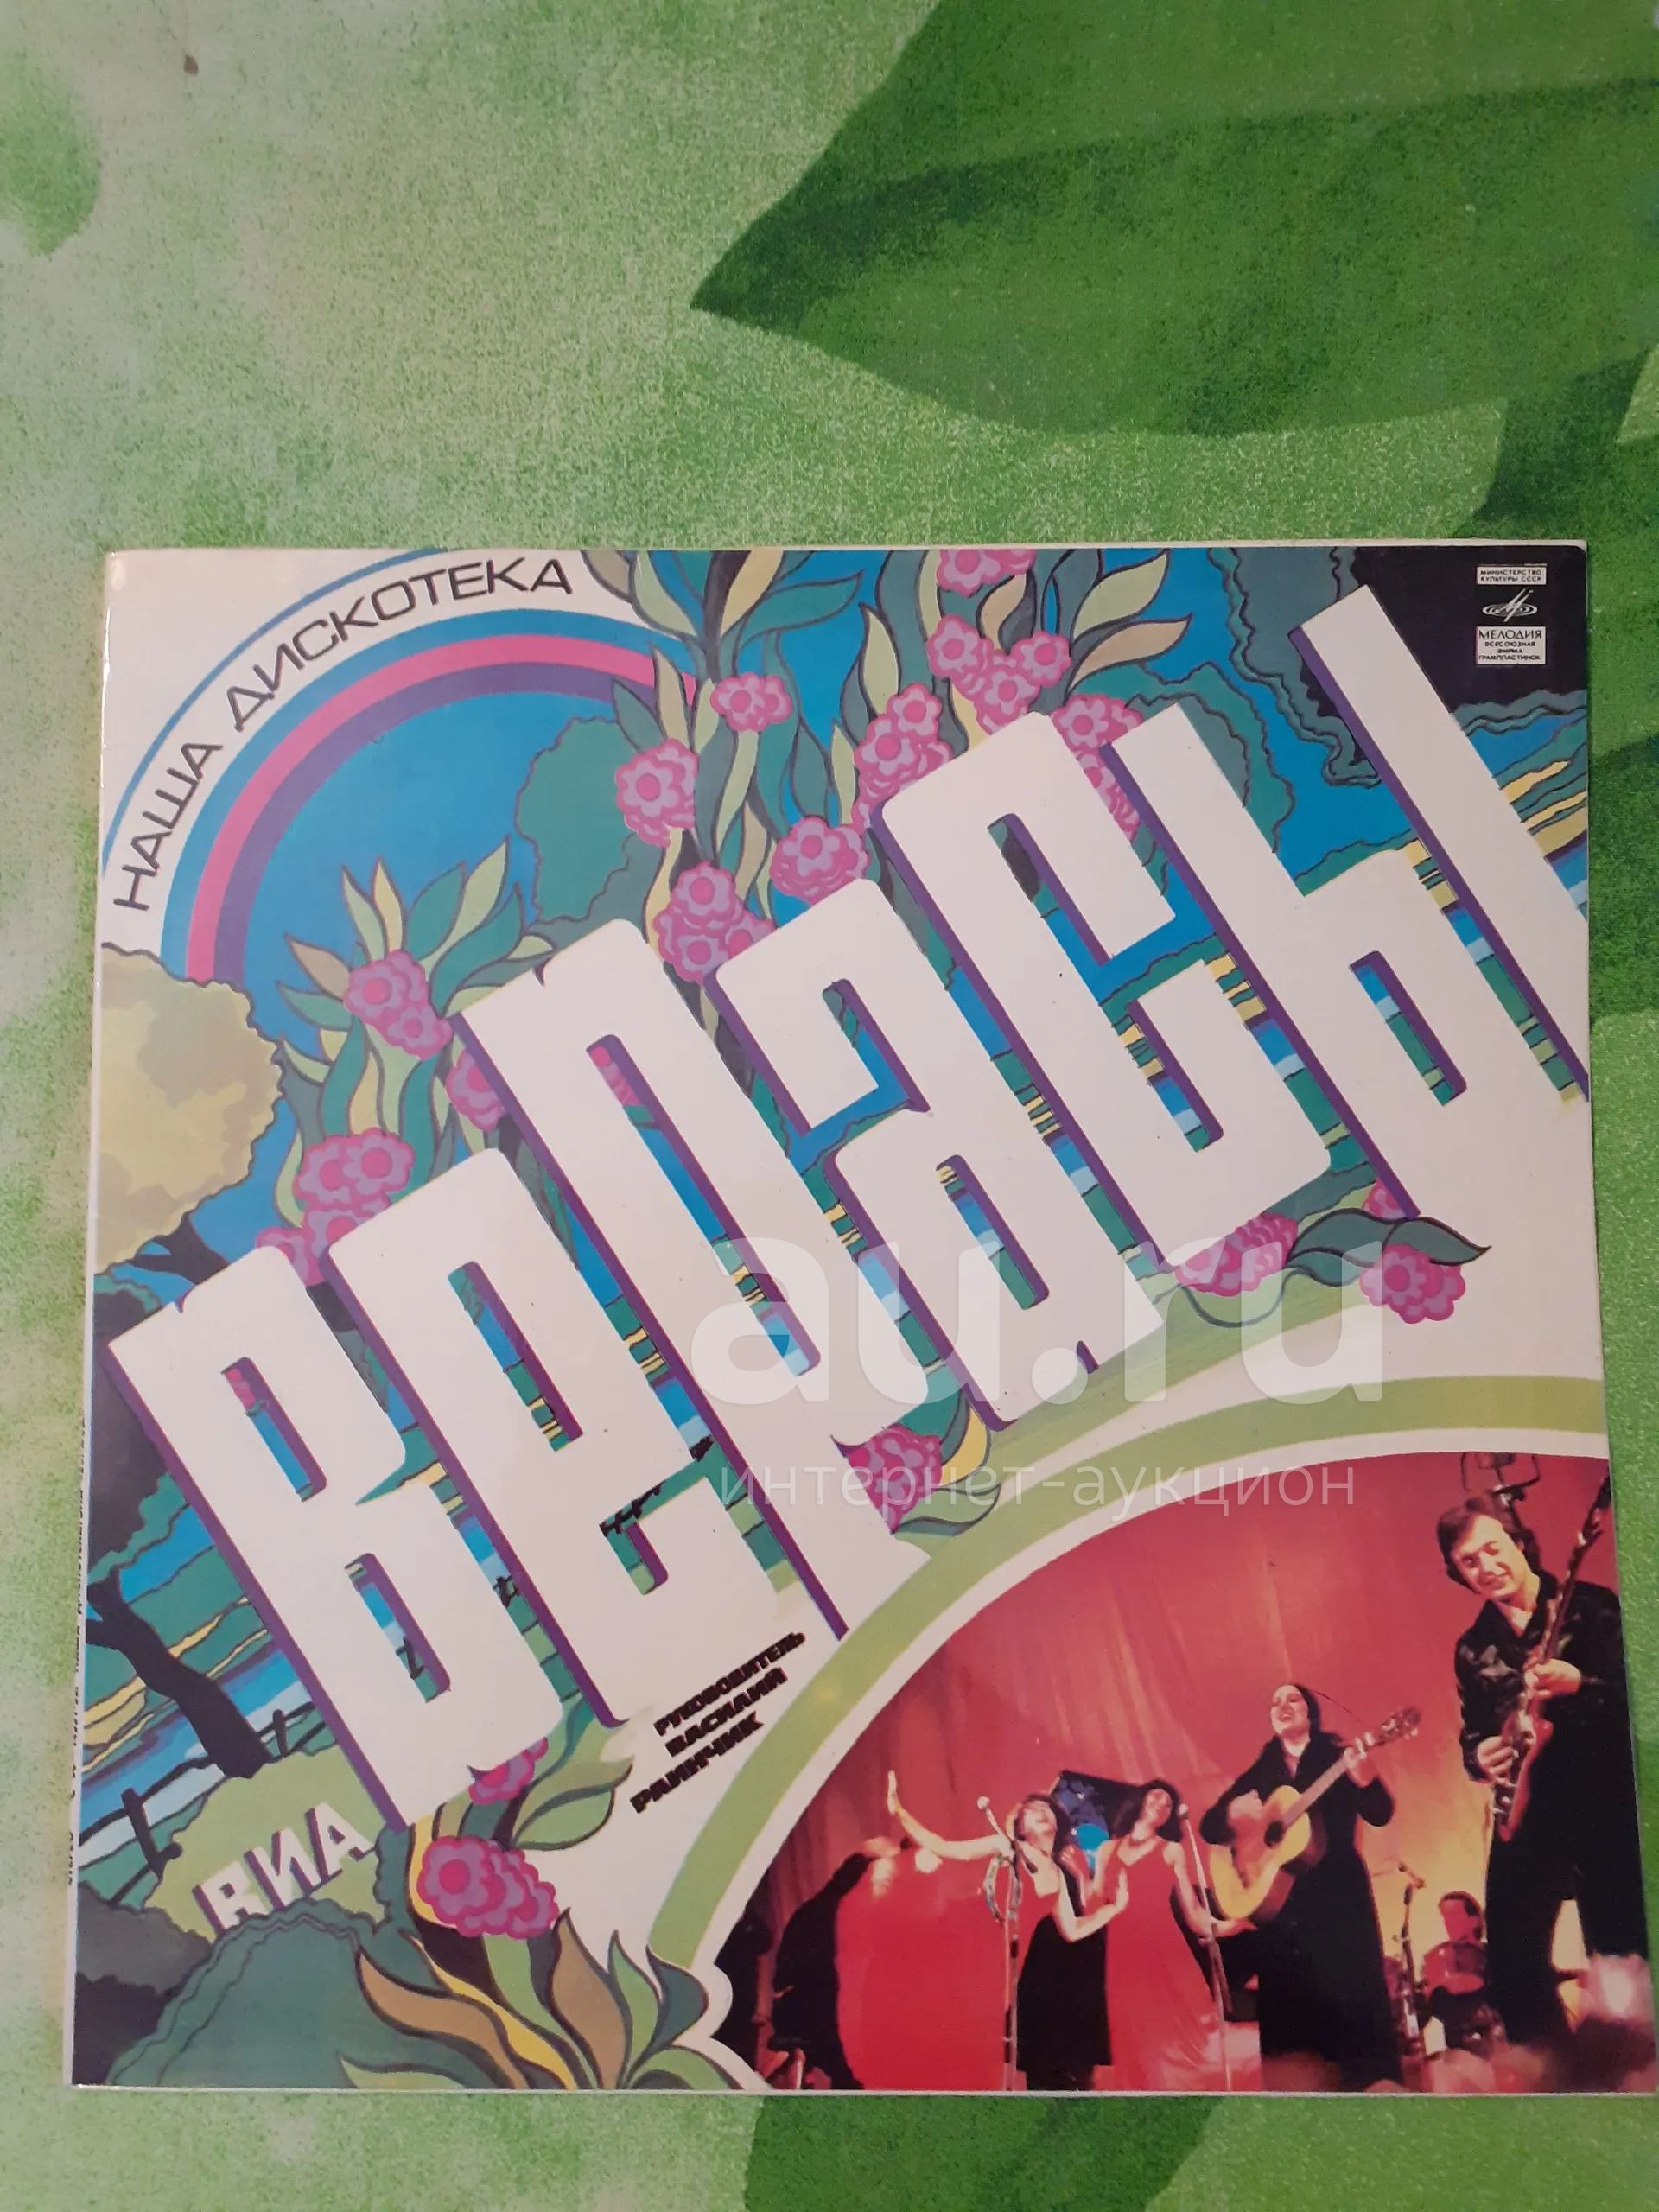 НАША ДИСКОТЕКА
МИНИСТЕРСТВО
КУЛЬТУРЫ СССР
МЕЛОДИЯ
ВСЕСОЮЗНАЯ
ФИРМА
ГРАМПЛАСТИНОК
ВИА
Верасы
РУКОВОДИТЕЛЬ
ВАСИЛИЙ
РАИНЧИК
au.ru
интернет-аукцион